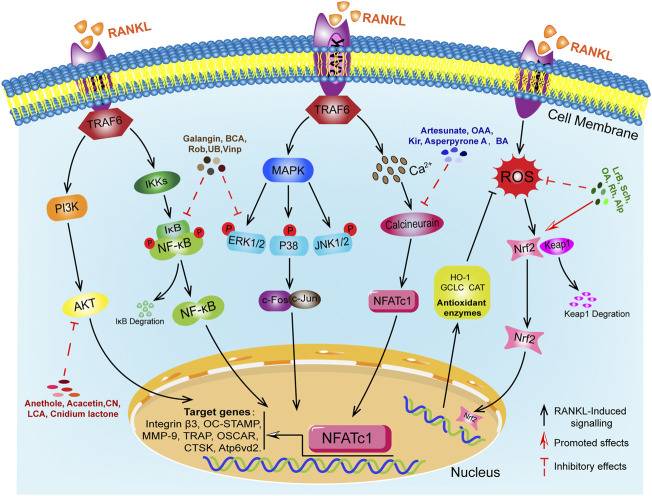 RANKL
RANKL
RANKL
RANK
TRAF6
TRAF6
Cell Membrane
Galangin, BCA,
Rob,UB,Vinp
Artesunate, OAA,
Kir, Asperpyrone A、 BA
LrB, Sch,
OA, Rh, Alp
IKKs
MAPK
Ca2+
ROS
PI3K
IκB
NF-κB
P
P
P
P
P
ERK1/2
P38
JNK1/2
Calcineurain
Nrf2
Keap1
HO-1
GCLC CAT
Antioxidant
enzymes
AKT
IκB Degration
NF-κB
c-Fos
c-Jun
NFATc1
Keap1 Degration
Nrf2
Anethole, Acacetin,CN,
LCA, Cnidium lactone
Target genes :
Integrin β3, OC-STAMP,
MMP-9, TRAP, OSCAR,
CTSK, Atp6vd2.
NFATc1
Nrf2
Nucleus
RANKL-Induced
signalling
Promoted sffects
Inhibitory effects